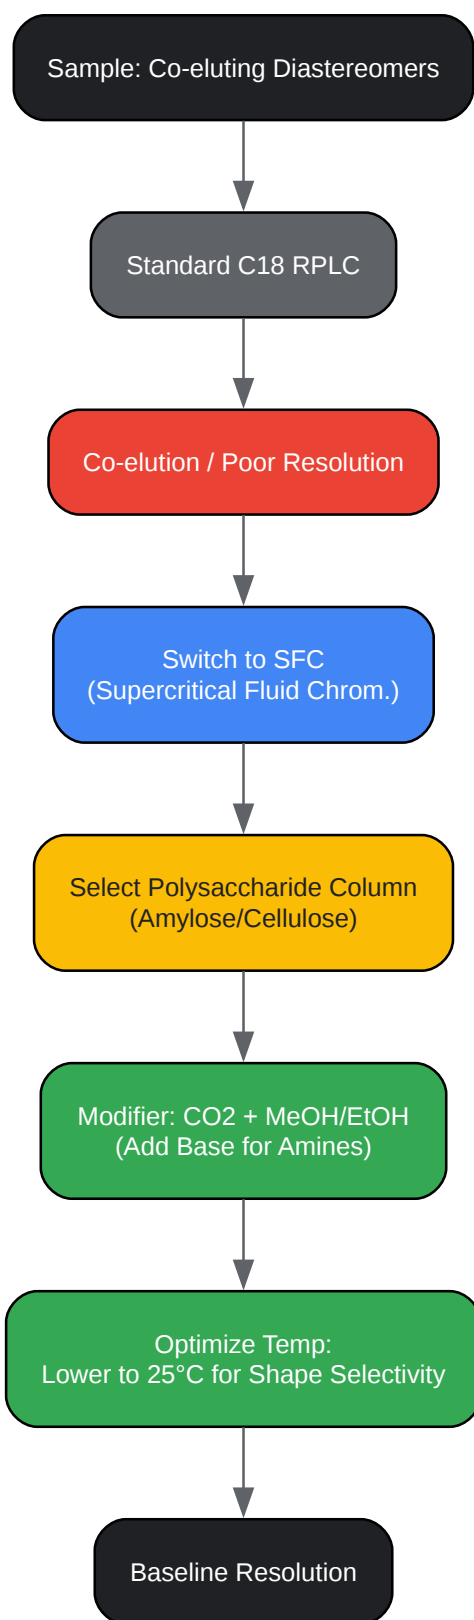 Sample: Co-eluting Diastereomers
Standard C18 RPLC
Co-elution / Poor Resolution
Switch to SFC
(Supercritical Fluid Chrom.)
Select Polysaccharide Column
(Amylose/Cellulose)
Modifier: CO2 + MeOH/EtOH
(Add Base for Amines)
Optimize Temp:
Lower to 25°C for Shape Selectivity
Baseline Resolution